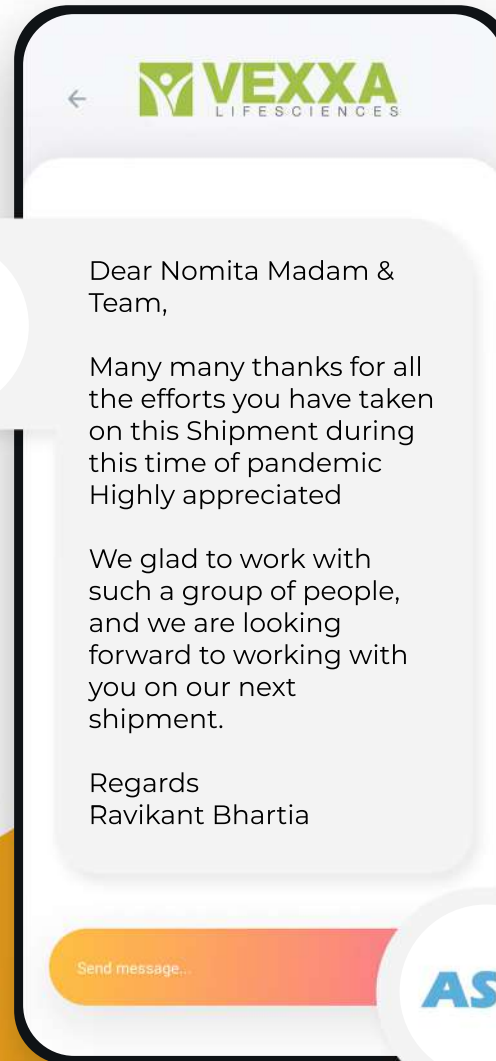 VEXXA
LIFESCIENCES
Dear Nomita Madam &
Team,
Many many thanks for all
the efforts you have taken
on this Shipment during
this time of pandemic
Highly appreciated
We glad to work with
such a group of people,
and we are looking
forward to working with
you on our next
shipment.
Regards
Ravikant Bhartia
Send message...
AS